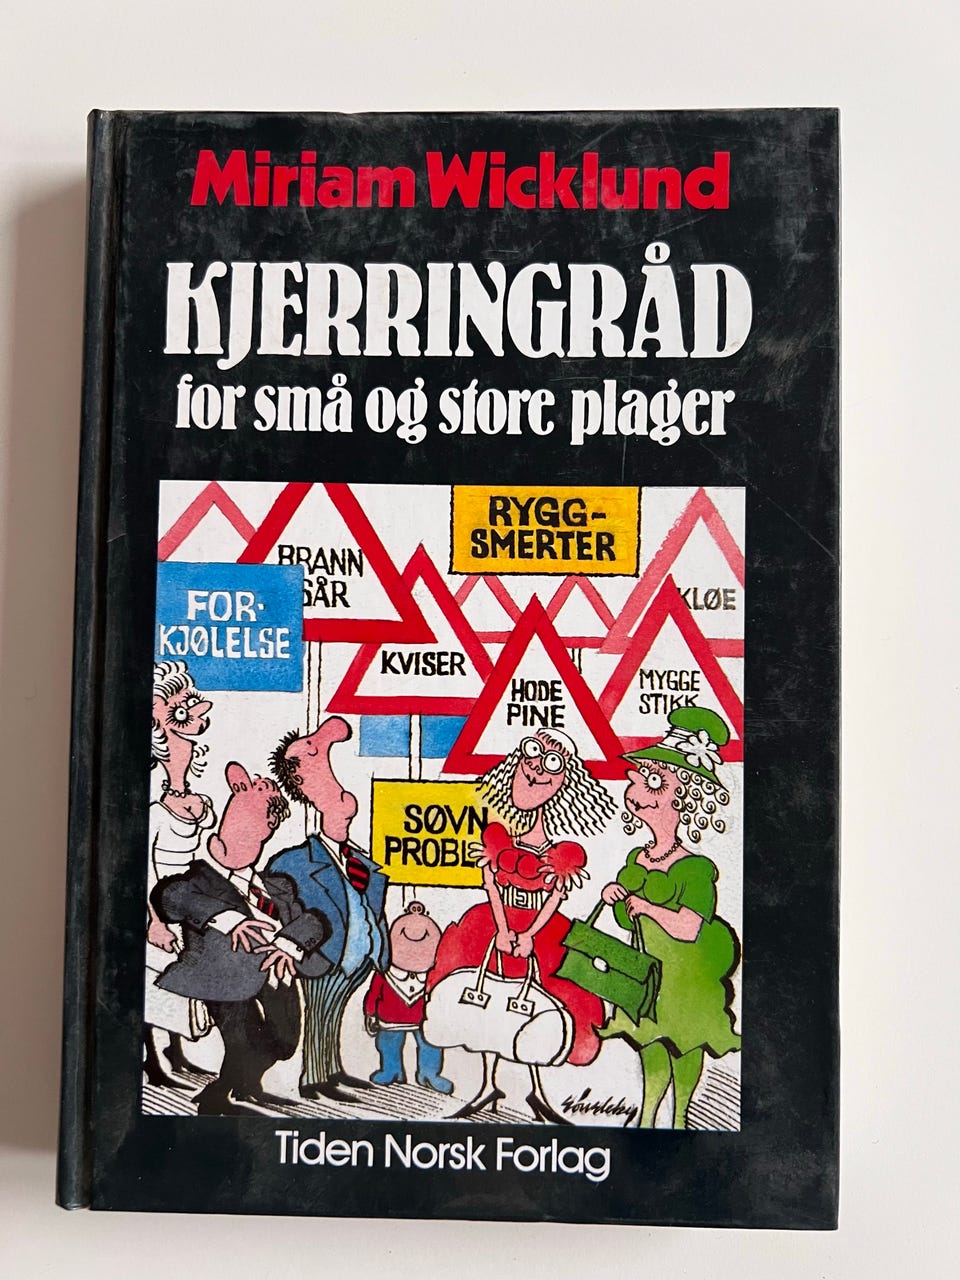 Miriam Wicklund
KJERRINGRÅD
for små og store plager
RYGG-
SMERTER
BRANN
SÅR
KLØE
FOR-
KJØLELSE
KVISER
HODE
PINE
MYGGE
STIKK
SØVN
PROBLE
Tiden Norsk Forlag